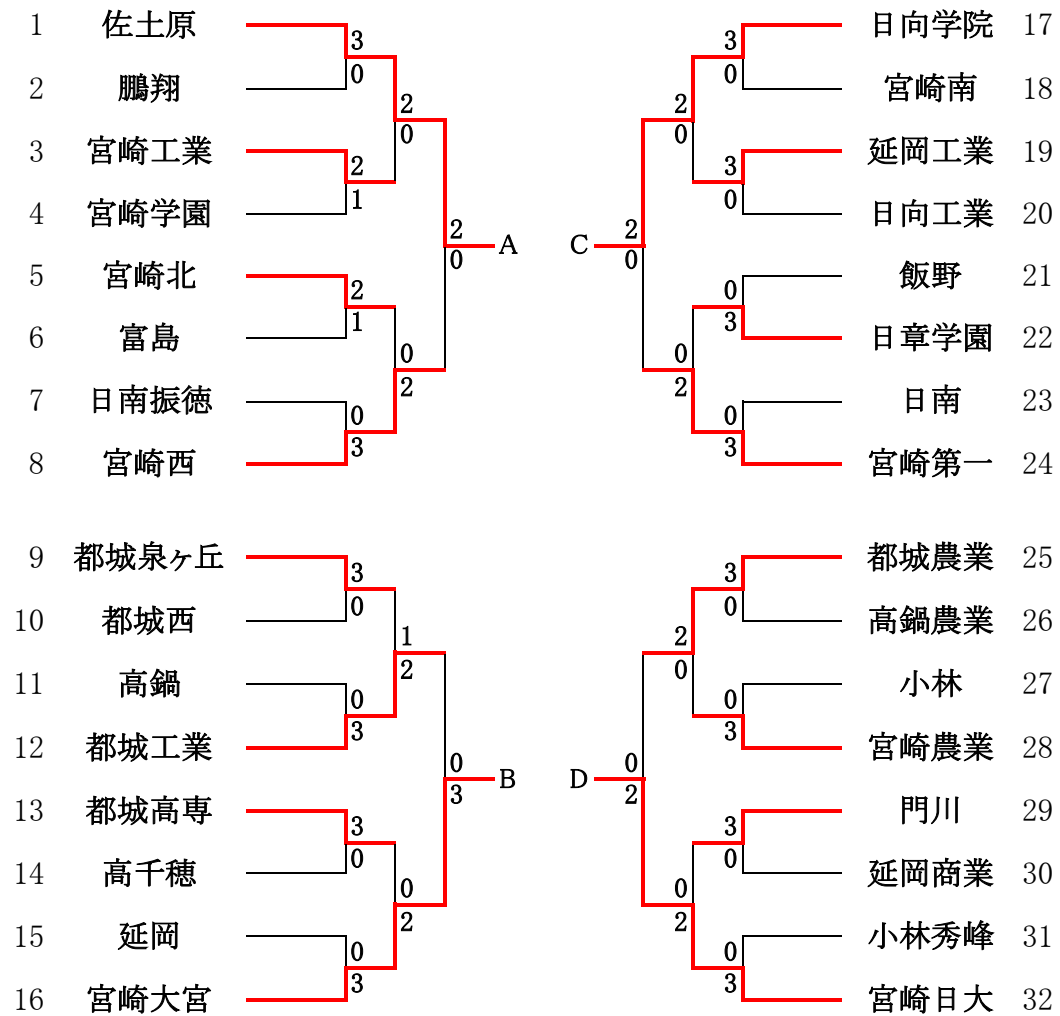 1 佐土原
3
0
2 鵬翔
2
0
3 宮崎工業
2
1
4 宮崎学園
2
0
A
5 宮崎北
2
1
6 富島
0
2
7 日南振徳
0
3
8 宮崎西
9 都城泉ヶ丘
3
0
10 都城西
1
2
11 高鍋
0
3
12 都城工業
0
3
B
13 都城高専
3
0
14 高千穂
0
2
15 延岡
0
3
16 宮崎大宮
日向学院 17
3
0
宮崎南 18
2
0
延岡工業 19
3
0
日向工業 20
C
2
0
飯野 21
0
3
日章学園 22
0
2
日南 23
0
3
宮崎第一 24
都城農業 25
3
0
高鍋農業 26
2
0
小林 27
0
3
宮崎農業 28
D
0
2
門川 29
3
0
延岡商業 30
0
2
小林秀峰 31
0
3
宮崎日大 32